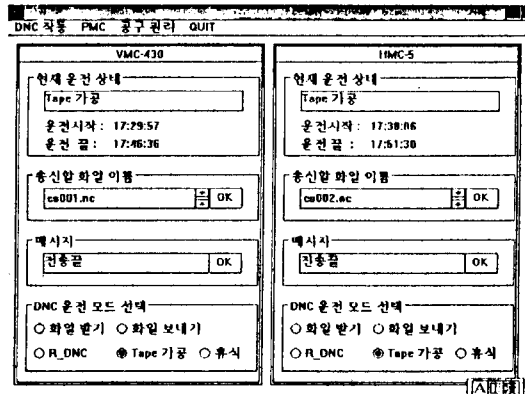 DNC 작동 PMC 공구 관리 QUIT
VMC-430
현재 운전 상태
Tape 가공
운전시작 : 17:29:57
운전 끝 : 17:46:36
송신할 화일 이름
cs001.nc OK
메시지
전송끝 OK
DNC 운전 모드 선택
화일 받기 화일 보내기
R_DNC Tape 가공 휴식
HMC-5
현재 운전 상태
Tape 가공
운전시작 : 17:38:06
운전 끝 : 17:51:30
송신할 화일 이름
cs002.nc OK
메시지
전송끝 OK
DNC 운전 모드 선택
화일 받기 화일 보내기
R_DNC Tape 가공 휴식